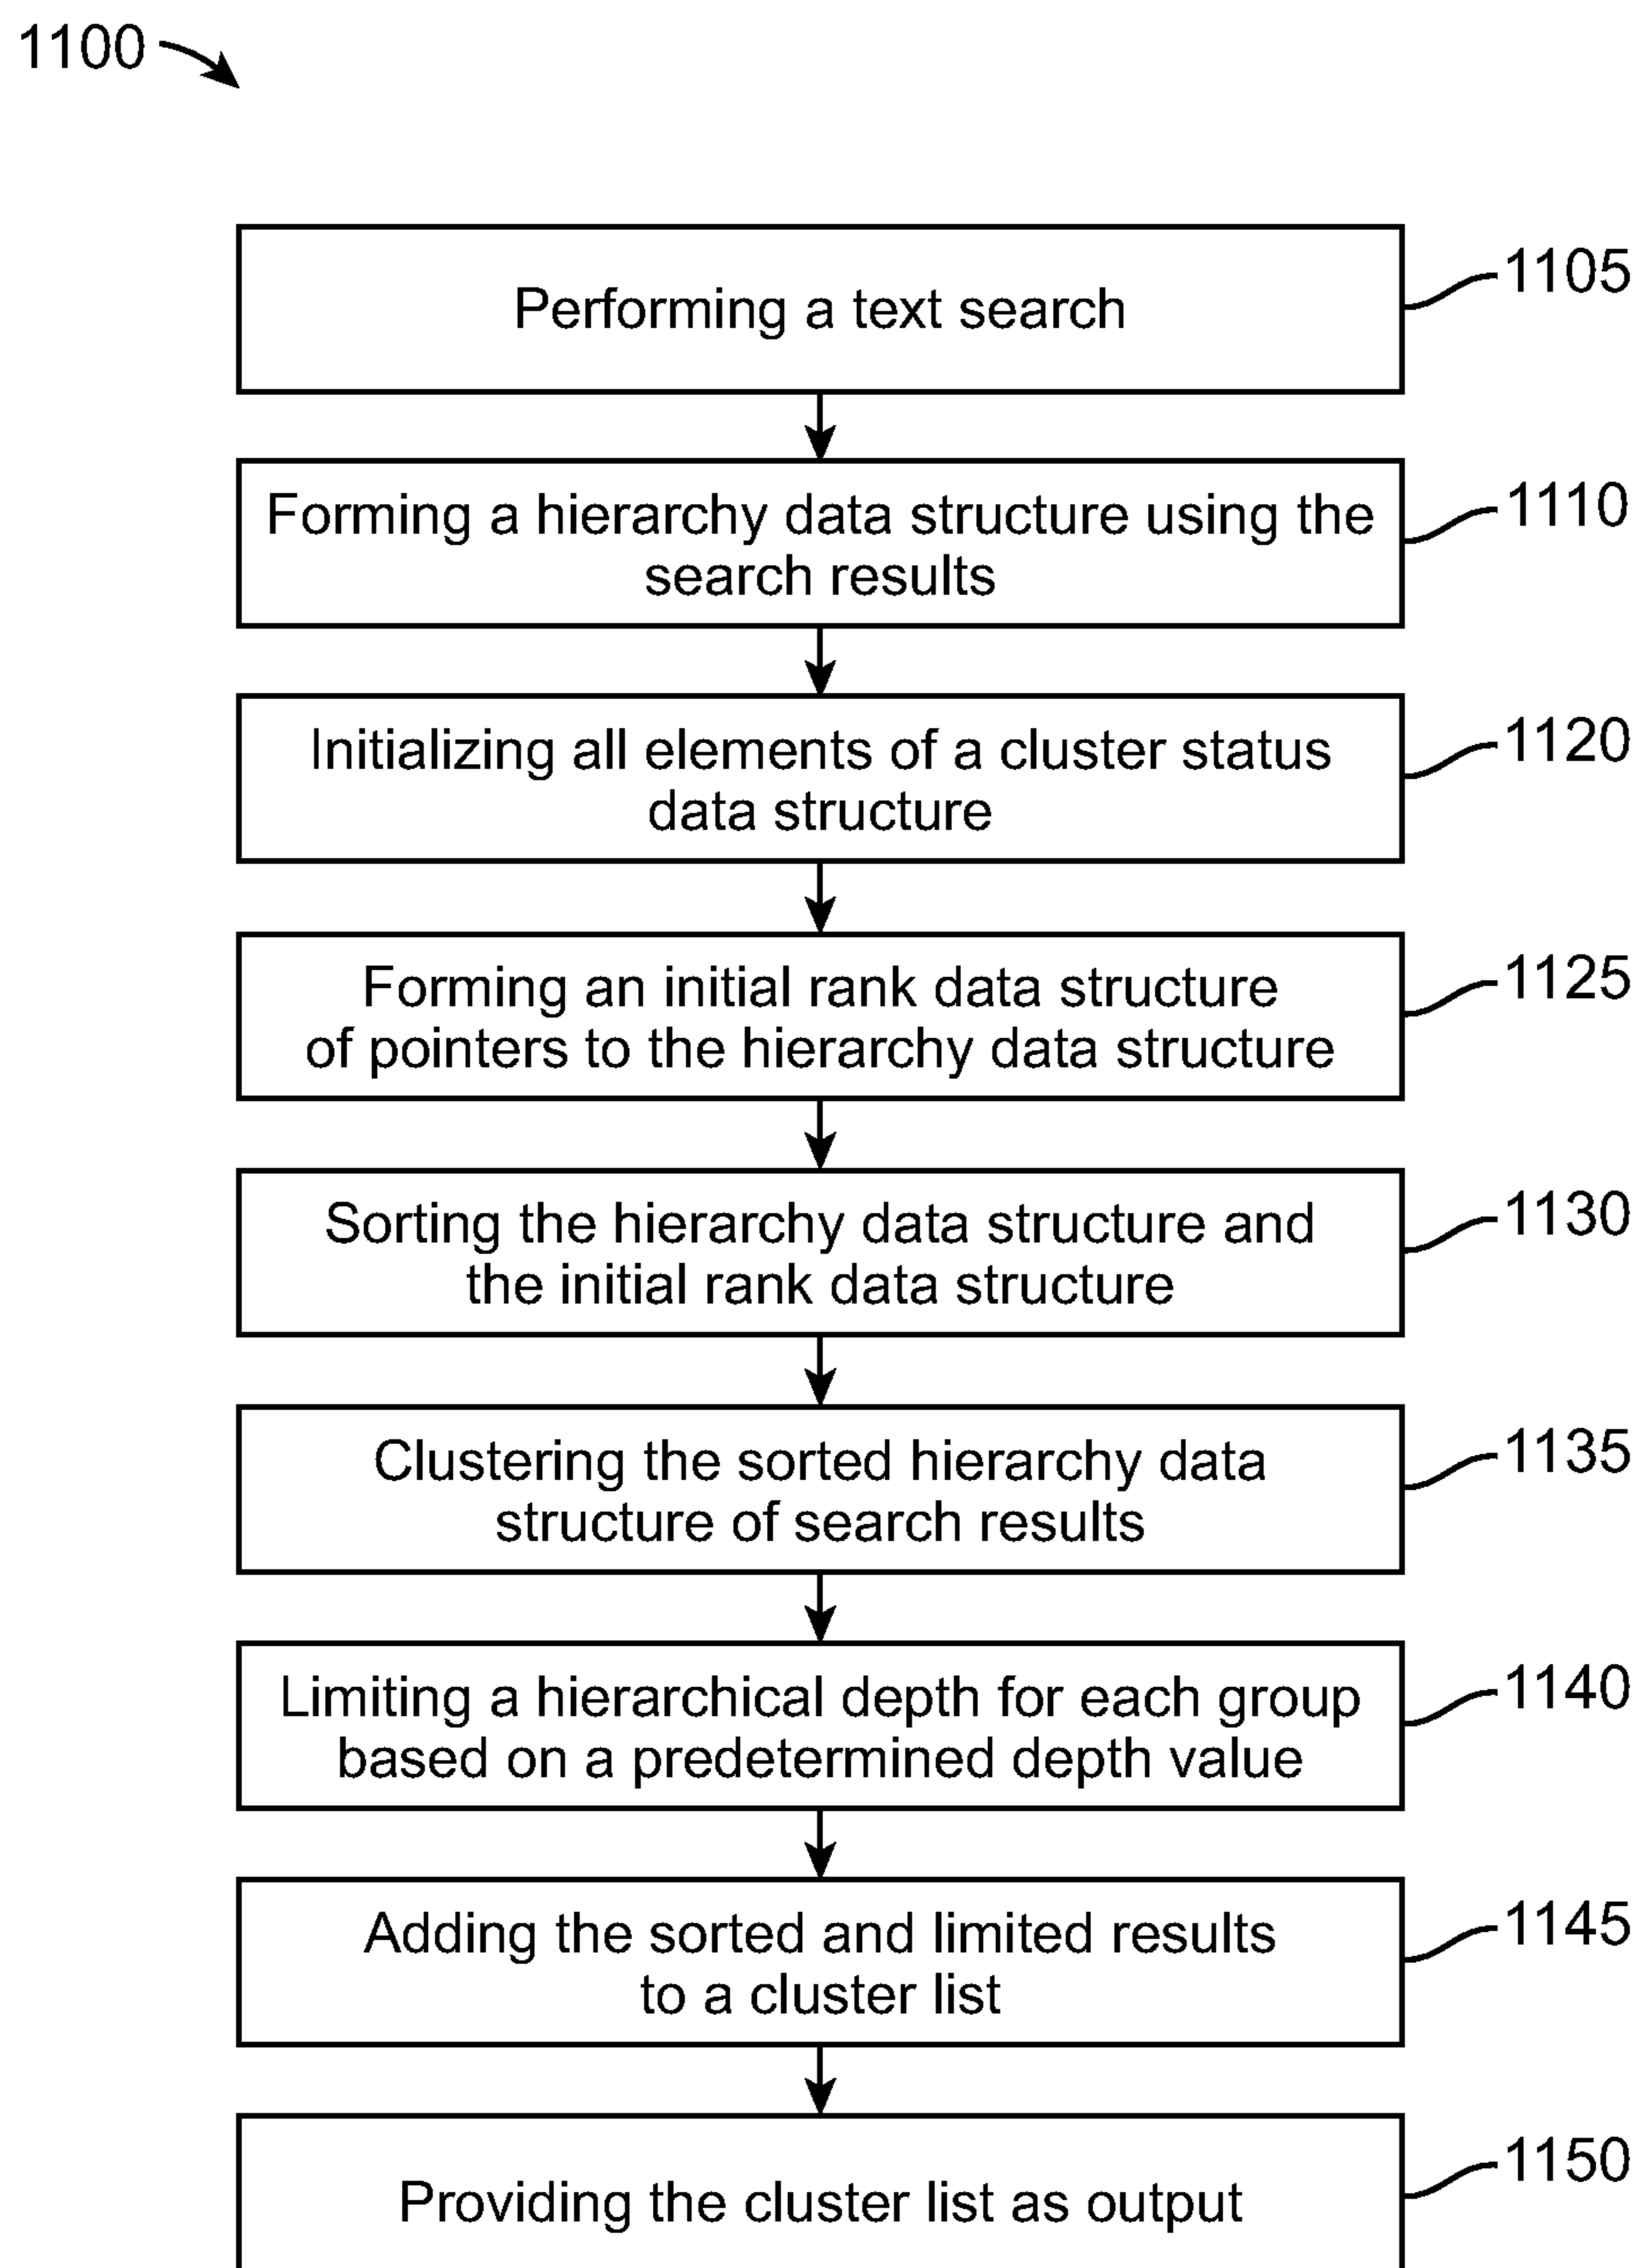 1100
Performing a text search
1105
Forming a hierarchy data structure using the
search results
1110
Initializing all elements of a cluster status
data structure
1120
Forming an initial rank data structure
of pointers to the hierarchy data structure
1125
Sorting the hierarchy data structure and
the initial rank data structure
1130
Clustering the sorted hierarchy data
structure of search results
1135
Limiting a hierarchical depth for each group
based on a predetermined depth value
1140
Adding the sorted and limited results
to a cluster list
1145
Providing the cluster list as output
1150